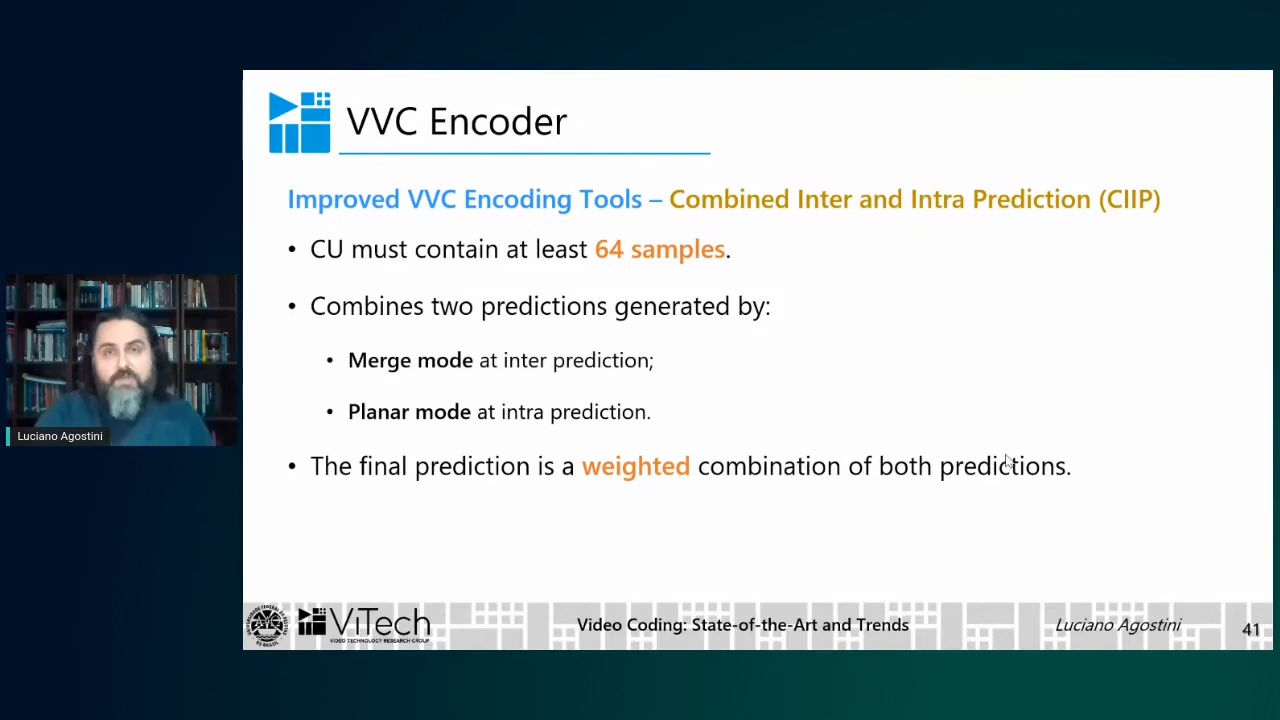 VVC Encoder
Improved VVC Encoding Tools – Combined Inter and Intra Prediction (CIIP)
• CU must contain at least 64 samples.
• Combines two predictions generated by:
• Merge mode at inter prediction;
• Planar mode at intra prediction.
• The final prediction is a weighted combination of both predictions.
Luciano Agostini
ViTech
VIDEO TECHNOLOGY RESEARCH GROUP
Video Coding: State-of-the-Art and Trends
Luciano Agostini
41